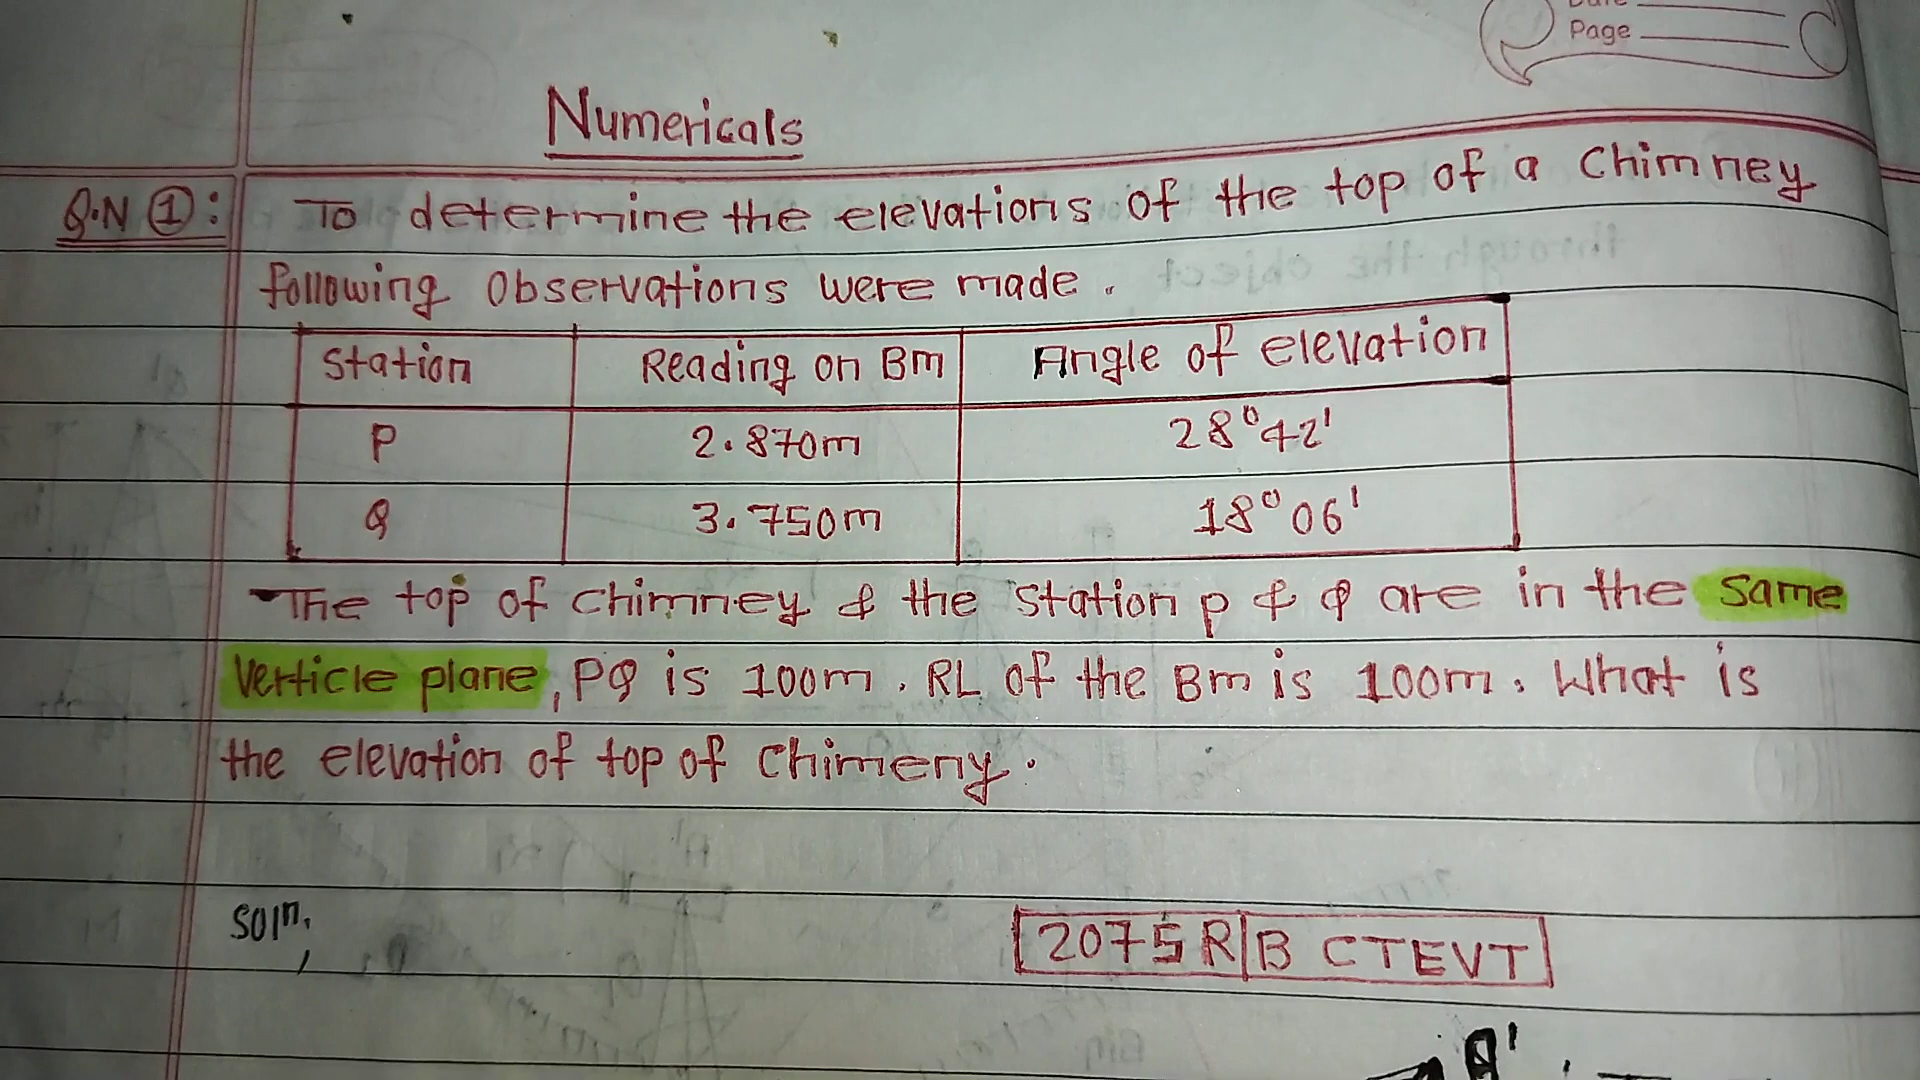 Date
Page
Numericals
Q.N ①: To determine the elevations of the top of a Chimney
following observations were made.
Station Reading on Bm Angle of elevation
P 2.870m 28°42'
Q 3.750m 18°06'
The top of chimney & the station p & Q are in the same
verticle plane, PQ is 100m. RL of the Bm is 100m. What is
the elevation of top of chimeny.
soln;
2075 R|B CTEVT